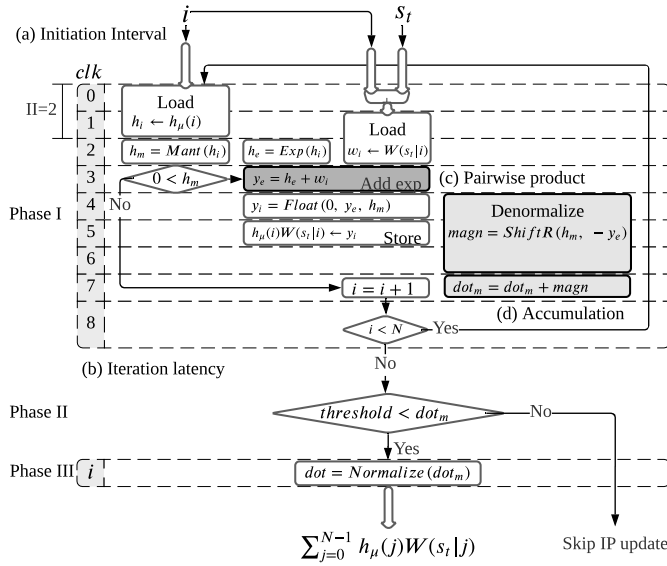 i
s_t
(a) Initiation Interval
clk
0
II=2
Load
h_i ← h_μ(i)
1
Load
w_i ← W(s_t|i)
2
h_m = Mant(h_i)
h_e = Exp(h_i)
3
0 < h_m
y_e = h_e + w_i
Add exp
(c) Pairwise product
No
4
y_i = Float(0, y_e, h_m)
Denormalize
magn = ShiftR(h_m, − y_e)
Phase I
5
h_μ(i)W(s_t|i) ← y_i
Store
6
7
i = i + 1
dot_m = dot_m + magn
(d) Accumulation
8
i < N
Yes
(b) Iteration latency
No
Phase II
threshold < dot_m
No
Yes
Phase III
i
dot = Normalize(dot_m)
∑_{j=0}^{N−1} h_μ(j)W(s_t|j)
Skip IP update